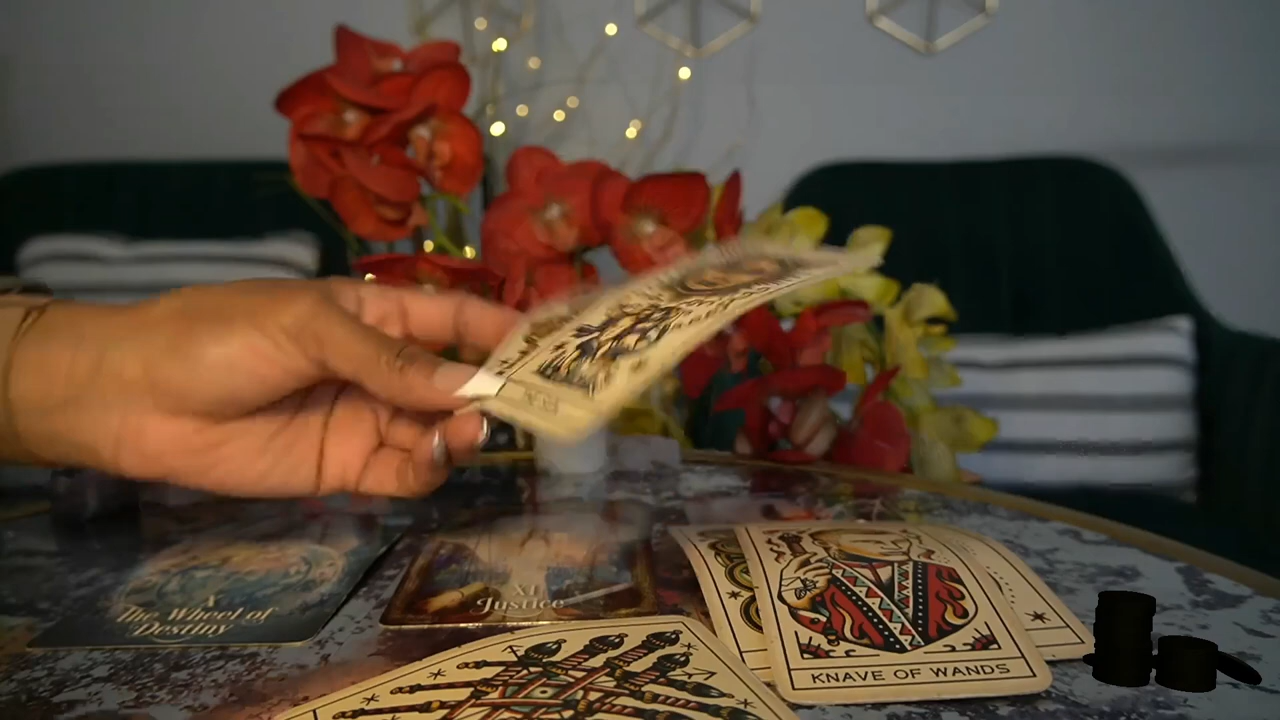 X
The Wheel of
Destiny
XI
Justice
KNAVE OF WANDS